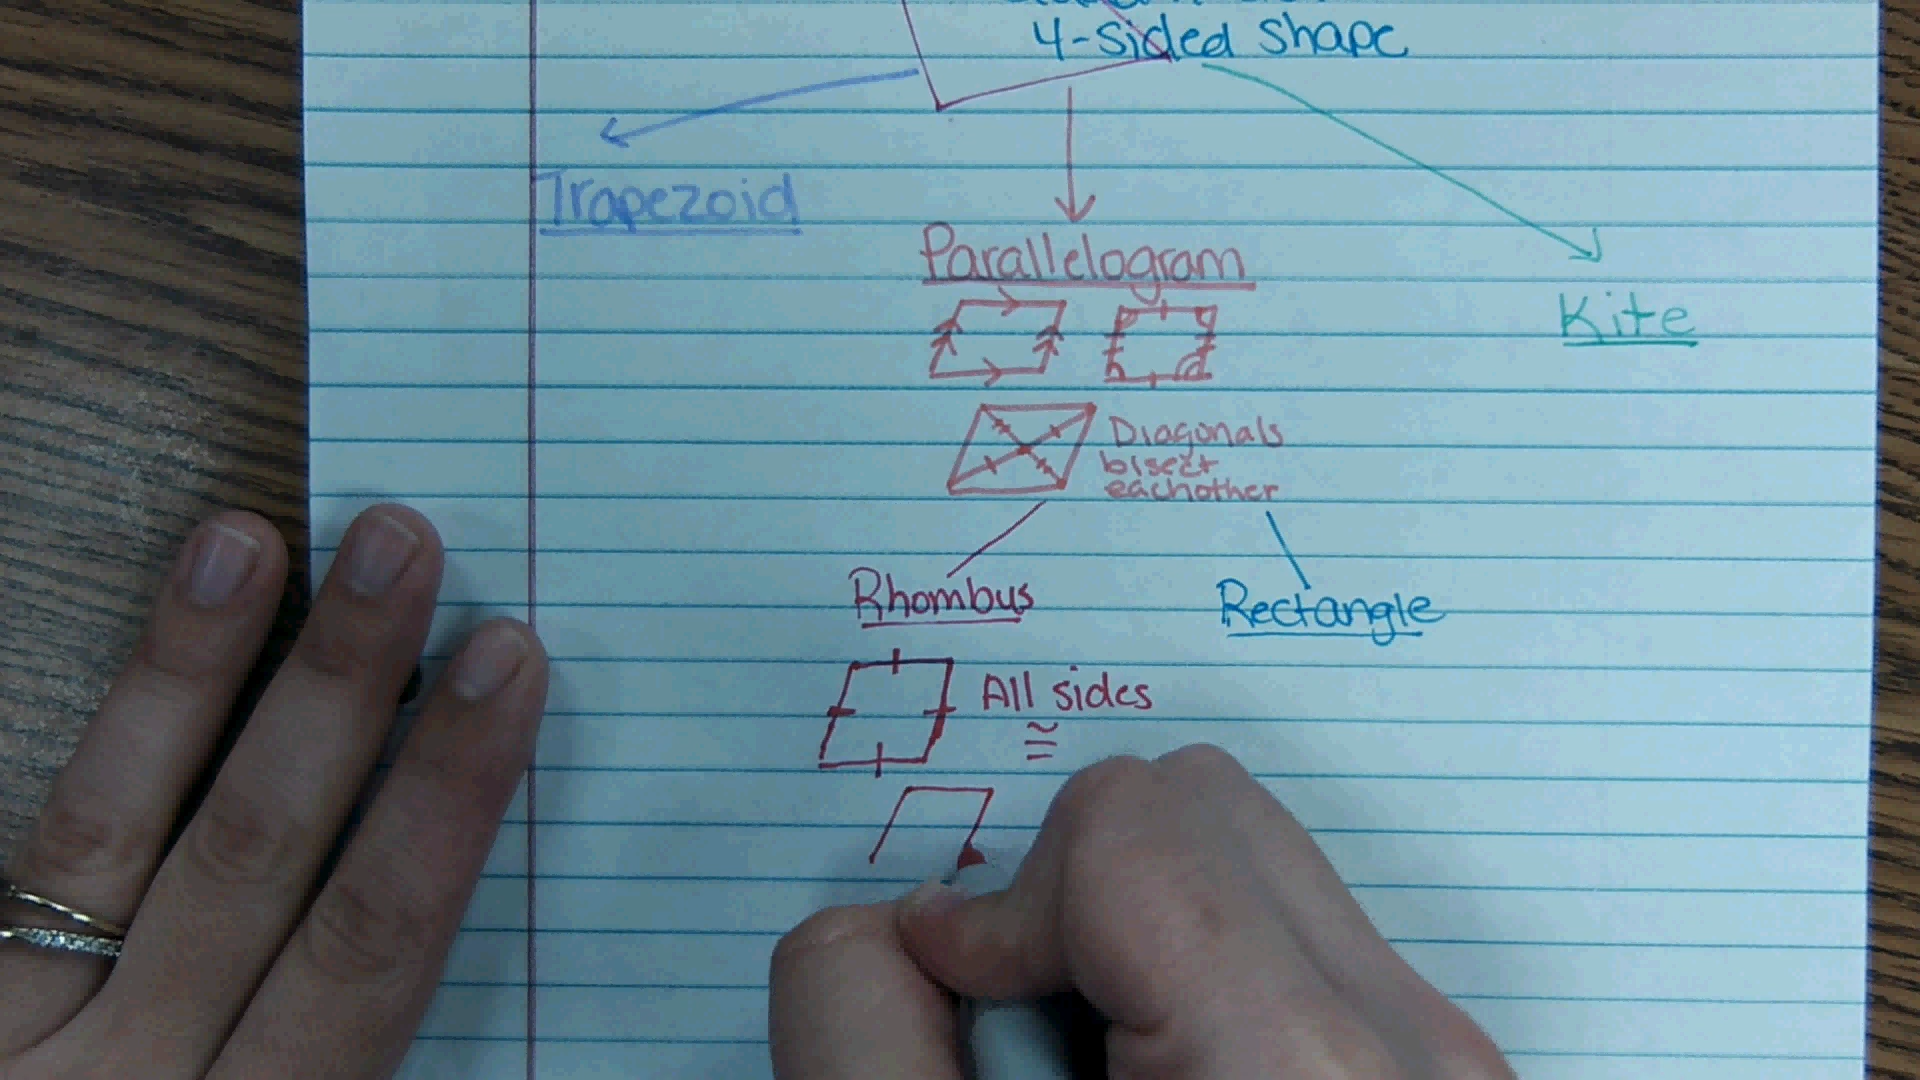 4-sided shape
Trapezoid
Parallelogram
Kite
Diagonals
bisect
eachother
Rhombus
Rectangle
All sides
≅